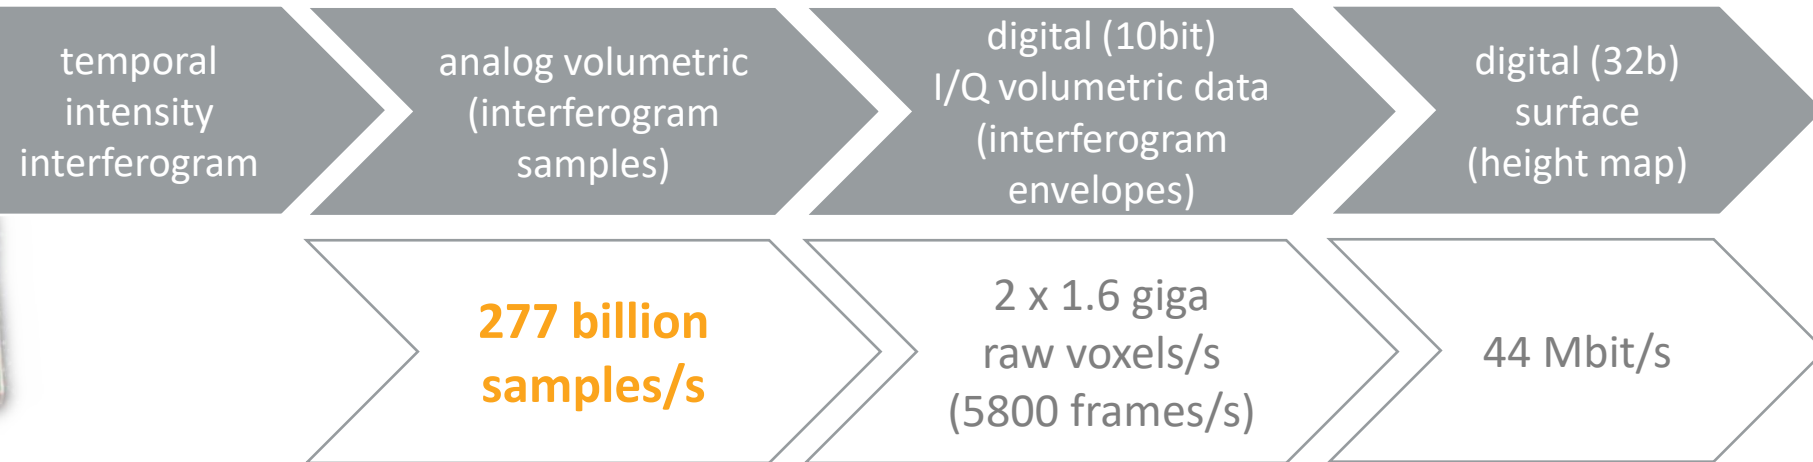 temporal
intensity
interferogram
analog volumetric
(interferogram
samples)
digital (10bit)
I/Q volumetric data
(interferogram
envelopes)
digital (32b)
surface
(height map)
277 billion
samples/s
2 x 1.6 giga
raw voxels/s
(5800 frames/s)
44 Mbit/s